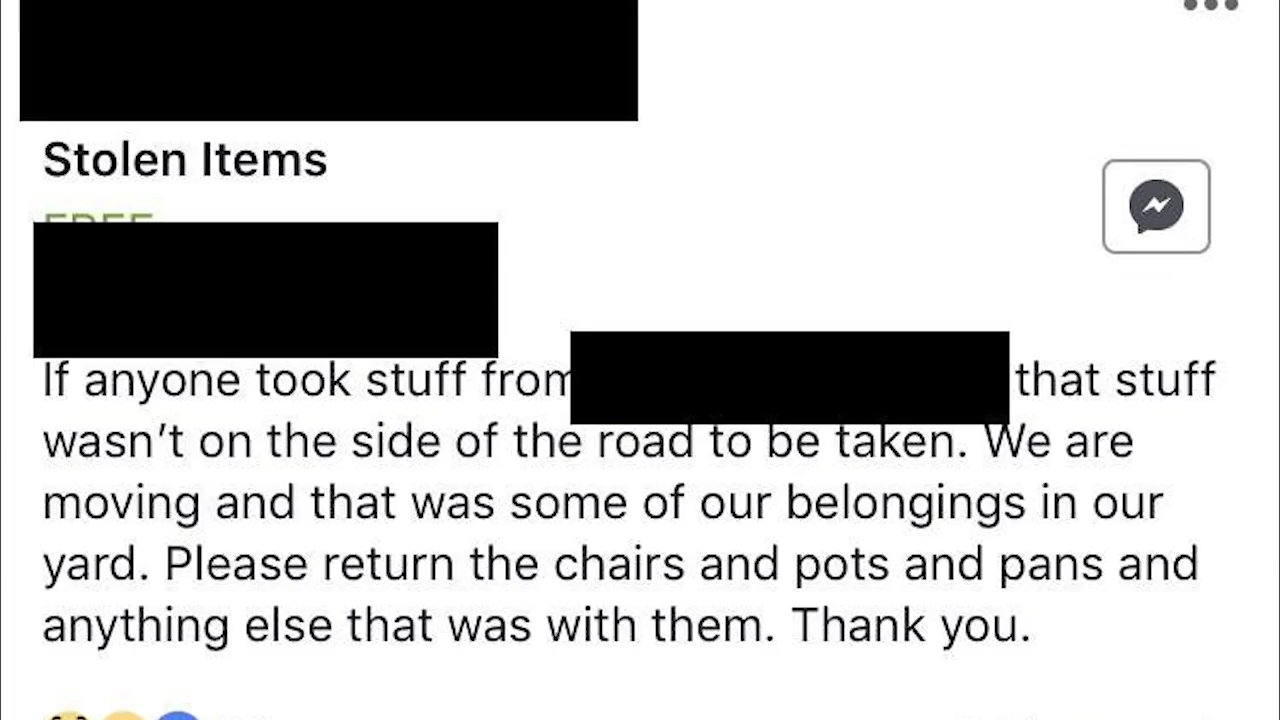 Stolen Items
FREE
If anyone took stuff from that stuff
wasn’t on the side of the road to be taken. We are
moving and that was some of our belongings in our
yard. Please return the chairs and pots and pans and
anything else that was with them. Thank you.